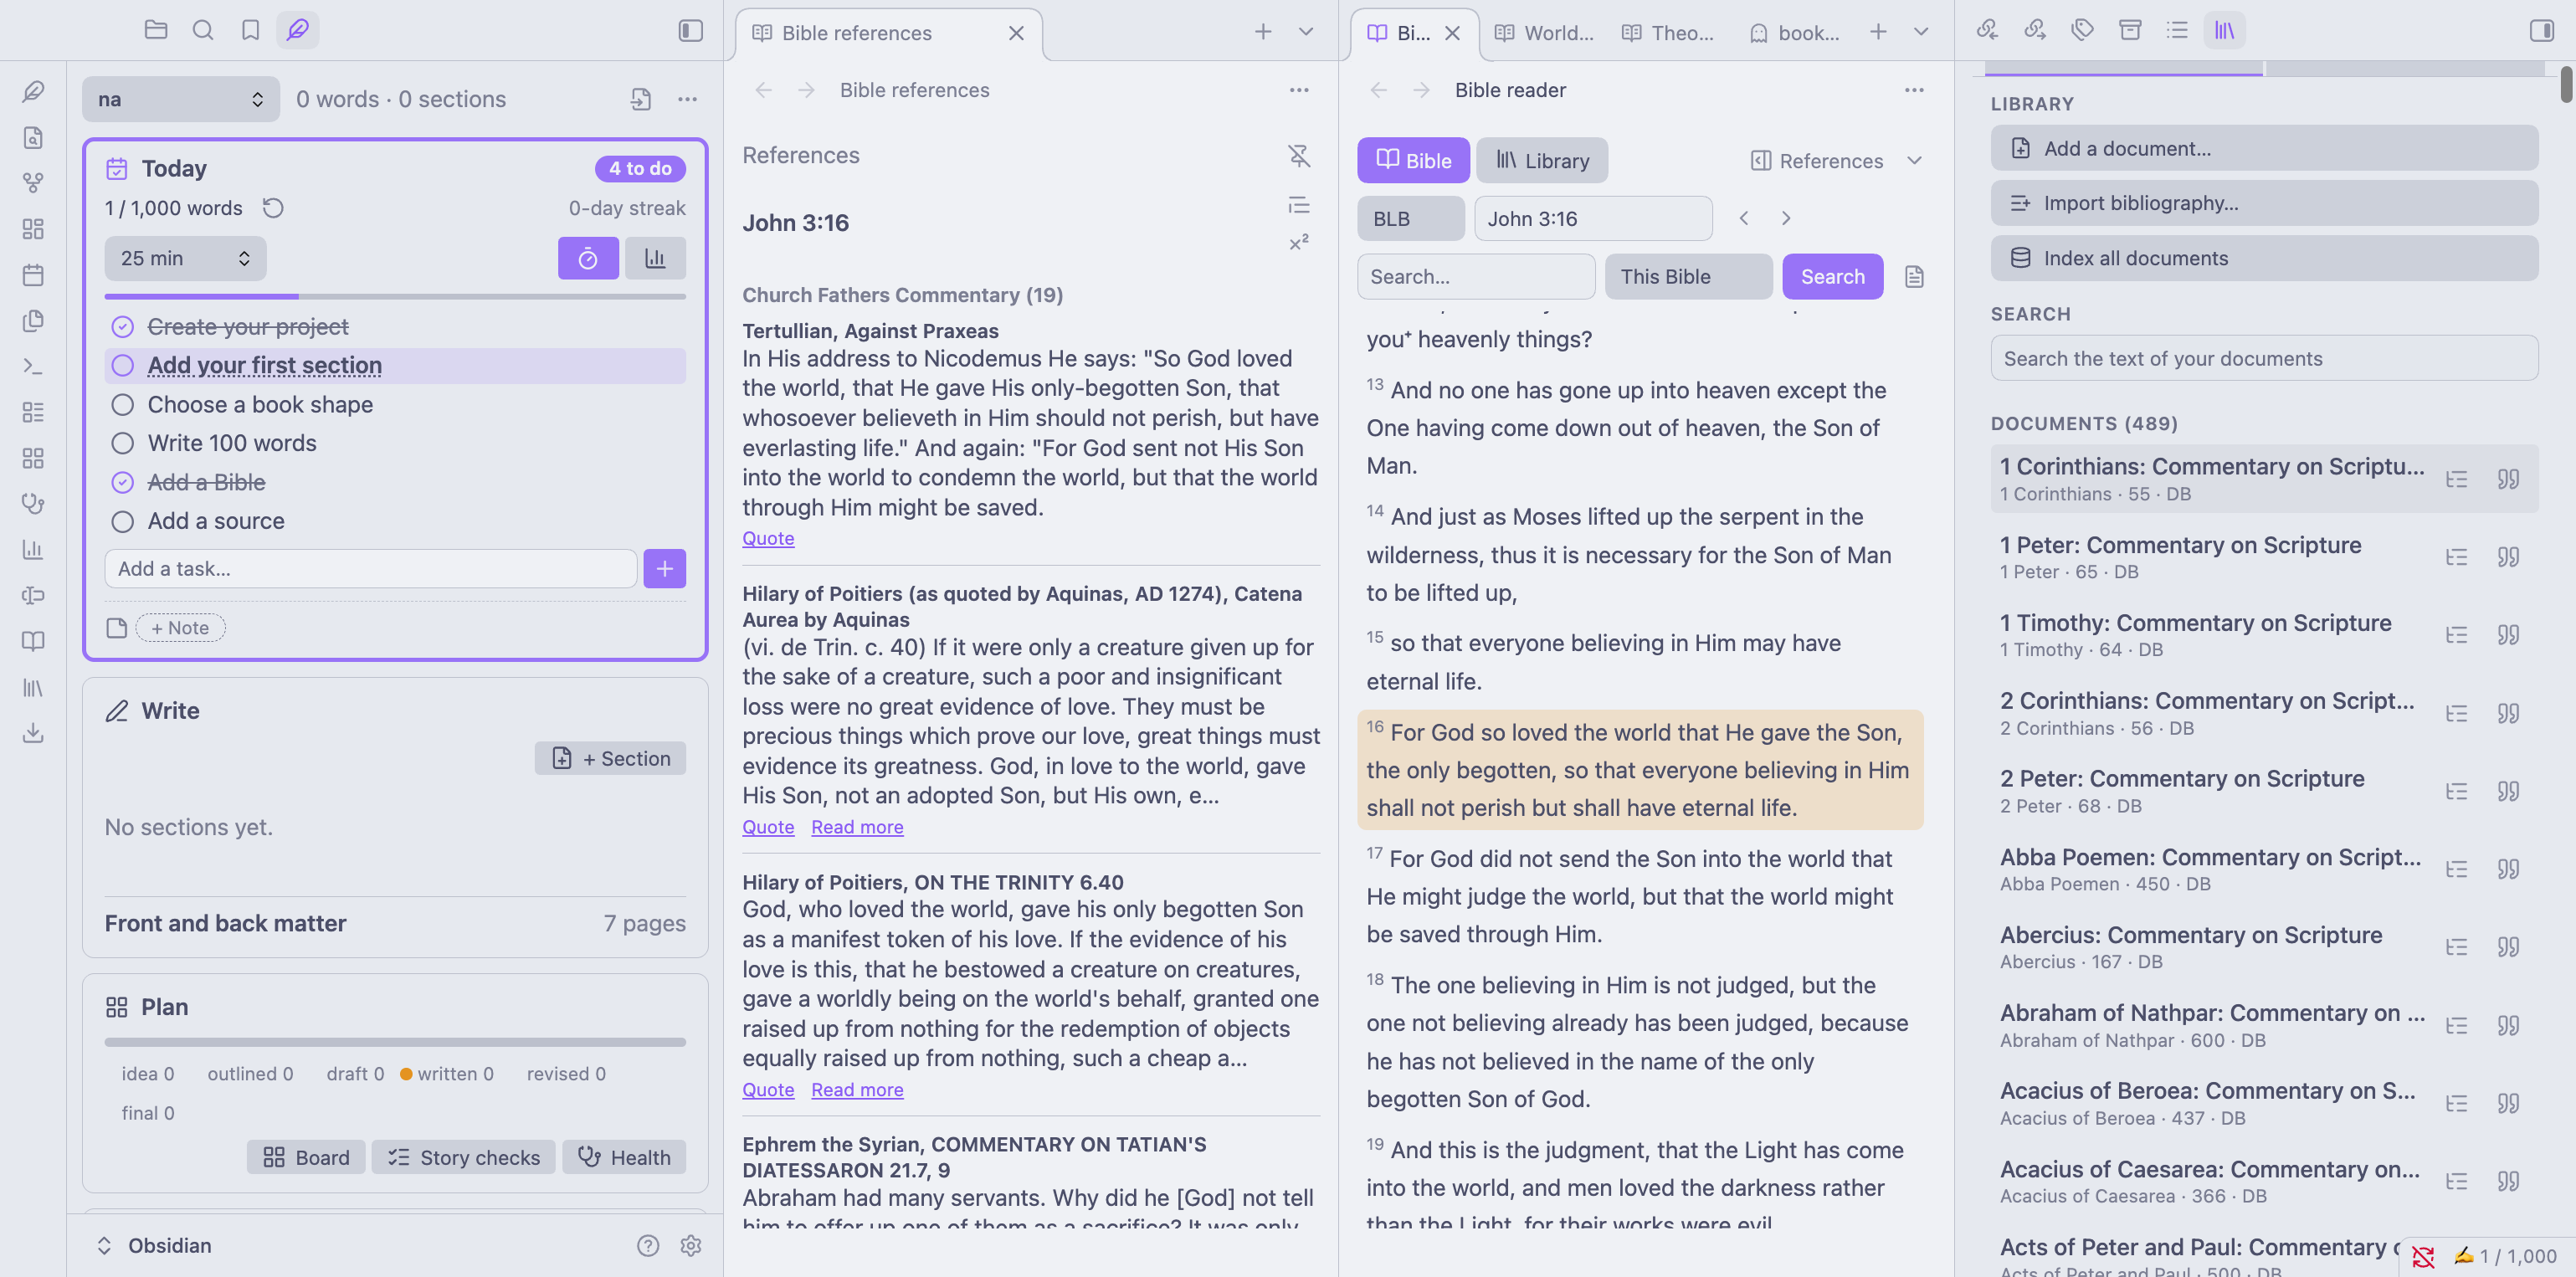 Bible references
Bi...
World...
Theo...
book...
na
0 words · 0 sections
Today
4 to do
1 / 1,000 words
0-day streak
25 min
Create your project
Add your first section
Choose a book shape
Write 100 words
Add a Bible
Add a source
Add a task...
+ Note
Write
+ Section
No sections yet.
Front and back matter
7 pages
Plan
idea 0
outlined 0
draft 0
written 0
revised 0
final 0
Board
Story checks
Health
Obsidian
Bible references
References
John 3:16
x²
Church Fathers Commentary (19)
Tertullian, Against Praxeas
In His address to Nicodemus He says: "So God loved
the world, that He gave His only-begotten Son, that
whosoever believeth in Him should not perish, but have
everlasting life." And again: "For God sent not His Son
into the world to condemn the world, but that the world
through Him might be saved.
Quote
Hilary of Poitiers (as quoted by Aquinas, AD 1274), Catena
Aurea by Aquinas
(vi. de Trin. c. 40) If it were only a creature given up for
the sake of a creature, such a poor and insignificant
loss were no great evidence of love. They must be
precious things which prove our love, great things must
evidence its greatness. God, in love to the world, gave
His Son, not an adopted Son, but His own, e...
Quote Read more
Hilary of Poitiers, ON THE TRINITY 6.40
God, who loved the world, gave his only begotten Son
as a manifest token of his love. If the evidence of his
love is this, that he bestowed a creature on creatures,
gave a worldly being on the world's behalf, granted one
raised up from nothing for the redemption of objects
equally raised up from nothing, such a cheap a...
Quote Read more
Ephrem the Syrian, COMMENTARY ON TATIAN'S
DIATESSARON 21.7, 9
Abraham had many servants. Why did he [God] not tell
him to offer up one of them as a sacrifice? It was only
Bible reader
Bible
Library
References
BLB
John 3:16
Search...
This Bible
Search
you⁺ heavenly things?
13 And no one has gone up into heaven except the
One having come down out of heaven, the Son of
Man.
14 And just as Moses lifted up the serpent in the
wilderness, thus it is necessary for the Son of Man
to be lifted up,
15 so that everyone believing in Him may have
eternal life.
16 For God so loved the world that He gave the Son,
the only begotten, so that everyone believing in Him
shall not perish but shall have eternal life.
17 For God did not send the Son into the world that
He might judge the world, but that the world might
be saved through Him.
18 The one believing in Him is not judged, but the
one not believing already has been judged, because
he has not believed in the name of the only
begotten Son of God.
19 And this is the judgment, that the Light has come
into the world, and men loved the darkness rather
than the Light, for their works were evil.
LIBRARY
Add a document...
Import bibliography...
Index all documents
SEARCH
Search the text of your documents
DOCUMENTS (489)
1 Corinthians: Commentary on Scriptu...
1 Corinthians · 55 · DB
1 Peter: Commentary on Scripture
1 Peter · 65 · DB
1 Timothy: Commentary on Scripture
1 Timothy · 64 · DB
2 Corinthians: Commentary on Script...
2 Corinthians · 56 · DB
2 Peter: Commentary on Scripture
2 Peter · 68 · DB
Abba Poemen: Commentary on Script...
Abba Poemen · 450 · DB
Abercius: Commentary on Scripture
Abercius · 167 · DB
Abraham of Nathpar: Commentary on ...
Abraham of Nathpar · 600 · DB
Acacius of Beroea: Commentary on S...
Acacius of Beroea · 437 · DB
Acacius of Caesarea: Commentary on...
Acacius of Caesarea · 366 · DB
Acts of Peter and Paul: Commentary
Acts of Peter and Paul · 500 · DB
✍️ 1 / 1,000